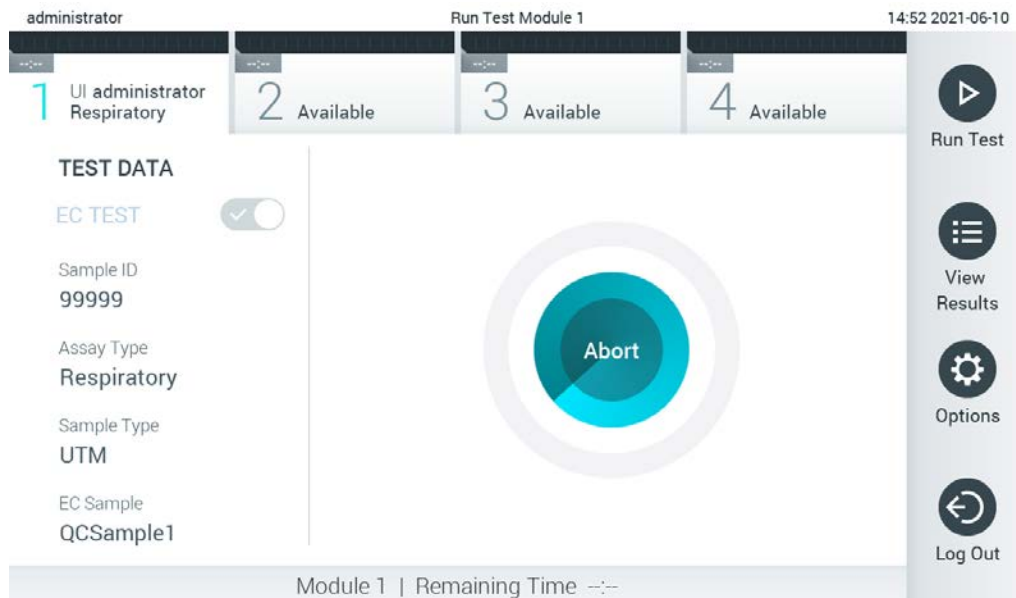 administrator
Run Test Module 1
14:52 2021-06-10
--:--
1
UI administrator
Respiratory
--:--
2 Available
--:--
3 Available
--:--
4 Available
TEST DATA
EC TEST
Sample ID
99999
Assay Type
Respiratory
Sample Type
UTM
EC Sample
QCSample1
Abort
Run Test
View
Results
Options
Log Out
Module 1 | Remaining Time --:--